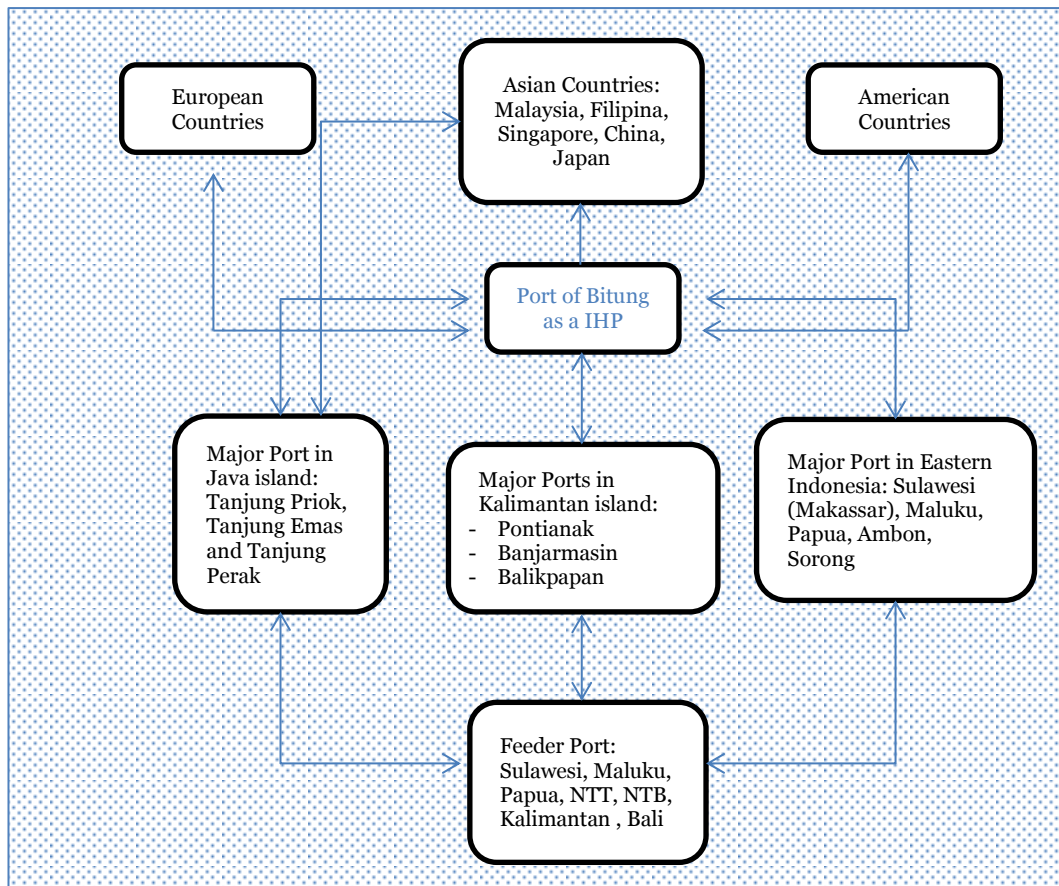 European
Countries
Asian Countries:
Malaysia, Filipina,
Singapore, China,
Japan
American
Countries
Port of Bitung
as a IHP
Major Port in
Java island:
Tanjung Priok,
Tanjung Emas
and Tanjung
Perak
Major Ports in
Kalimantan island:
- Pontianak
- Banjarmasin
- Balikpapan
Major Port in Eastern
Indonesia: Sulawesi
(Makassar), Maluku,
Papua, Ambon,
Sorong
Feeder Port:
Sulawesi, Maluku,
Papua, NTT, NTB,
Kalimantan , Bali